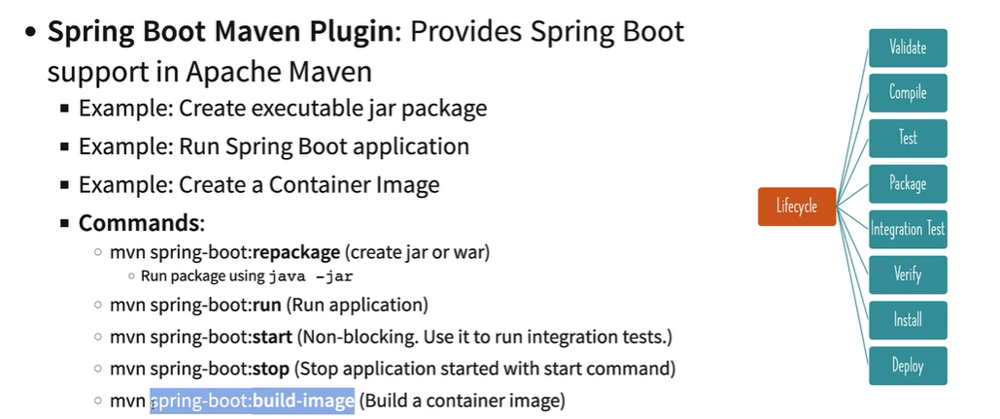 • Spring Boot Maven Plugin: Provides Spring Boot
support in Apache Maven
▪ Example: Create executable jar package
▪ Example: Run Spring Boot application
▪ Example: Create a Container Image
▪ Commands:
○ mvn spring-boot:repackage (create jar or war)
○ Run package using java -jar
○ mvn spring-boot:run (Run application)
○ mvn spring-boot:start (Non-blocking. Use it to run integration tests.)
○ mvn spring-boot:stop (Stop application started with start command)
○ mvn spring-boot:build-image (Build a container image)
Lifecycle
Validate
Compile
Test
Package
Integration Test
Verify
Install
Deploy